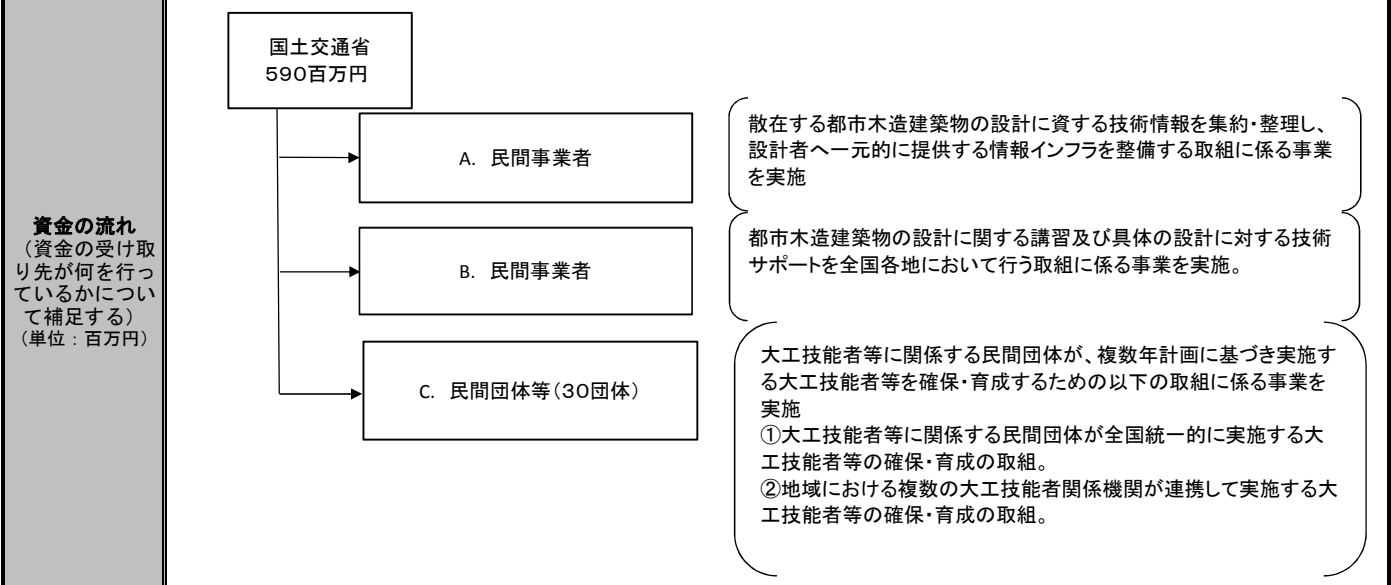 資金の流れ
（資金の受け取
り先が何を行っ
ているかについ
て補足する）
（単位：百万円）
国土交通省
５９０百万円
A. 民間事業者
散在する都市木造建築物の設計に資する技術情報を集約・整理し、
設計者へ一元的に提供する情報インフラを整備する取組に係る事業
を実施
B. 民間事業者
都市木造建築物の設計に関する講習及び具体の設計に対する技術
サポートを全国各地において行う取組に係る事業を実施。
C. 民間団体等（３０団体）
大工技能者等に関係する民間団体が、複数年計画に基づき実施す
る大工技能者等を確保・育成するための以下の取組に係る事業を
実施
①大工技能者等に関係する民間団体が全国統一的に実施する大
工技能者等の確保・育成の取組。
②地域における複数の大工技能者関係機関が連携して実施する大
工技能者等の確保・育成の取組。